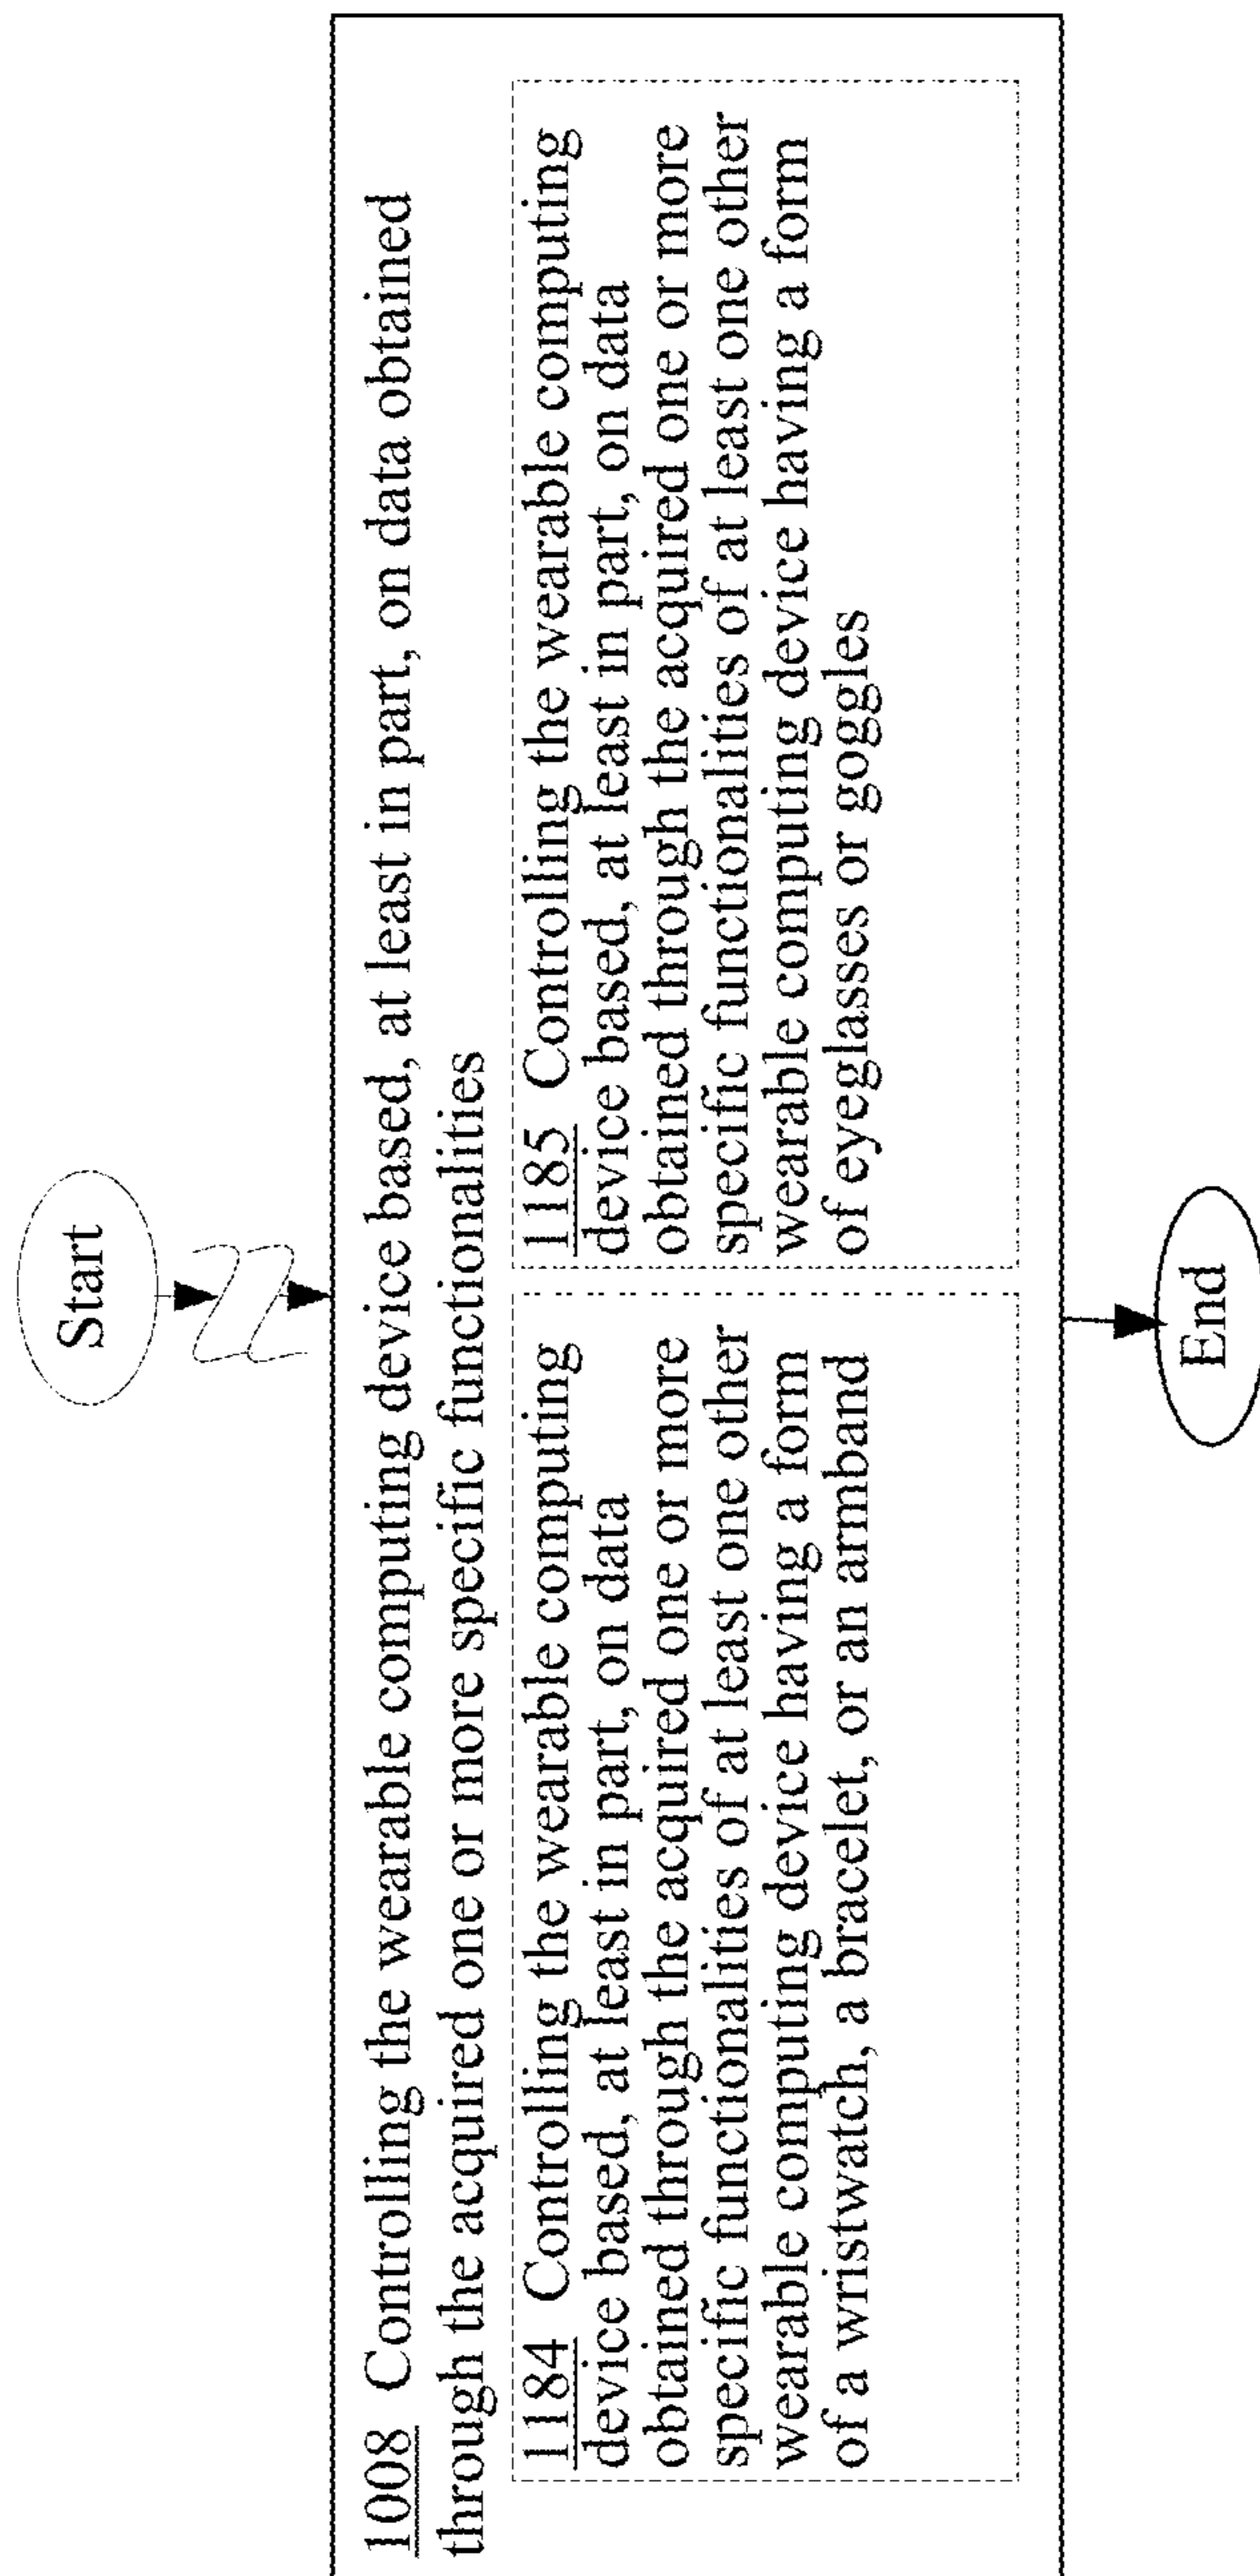 Start
1008 Controlling the wearable computing device based, at least in part, on data obtained
through the acquired one or more specific functionalities
1184 Controlling the wearable computing
device based, at least in part, on data
obtained through the acquired one or more
specific functionalities of at least one other
wearable computing device having a form
of a wristwatch, a bracelet, or an armband
1185 Controlling the wearable computing
device based, at least in part, on data
obtained through the acquired one or more
specific functionalities of at least one other
wearable computing device having a form
of eyeglasses or goggles
End